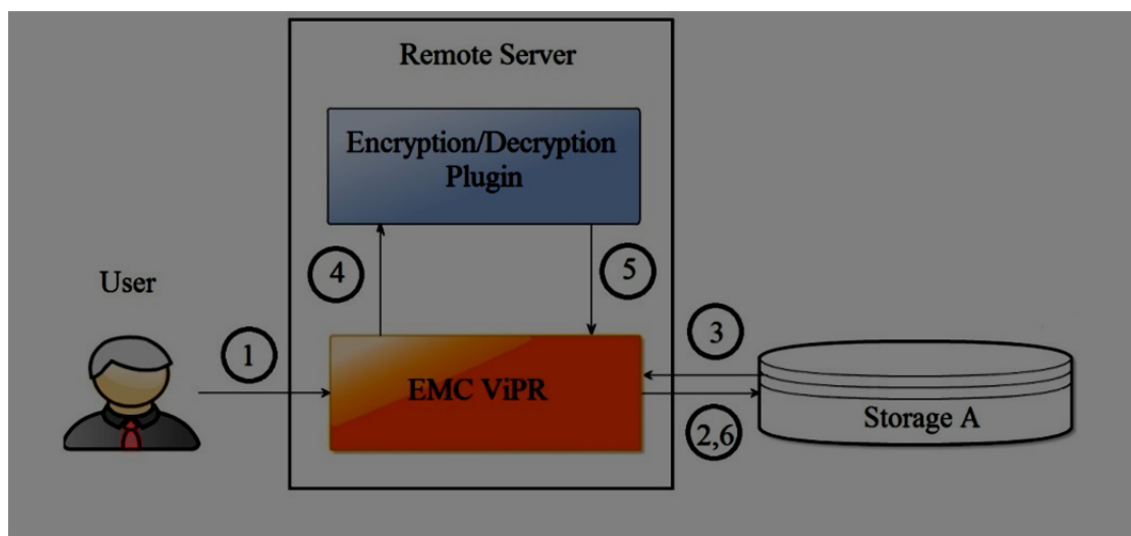 Remote Server
Encryption/Decryption
Plugin
4
5
User
1
3
EMC ViPR
2,6
Storage A